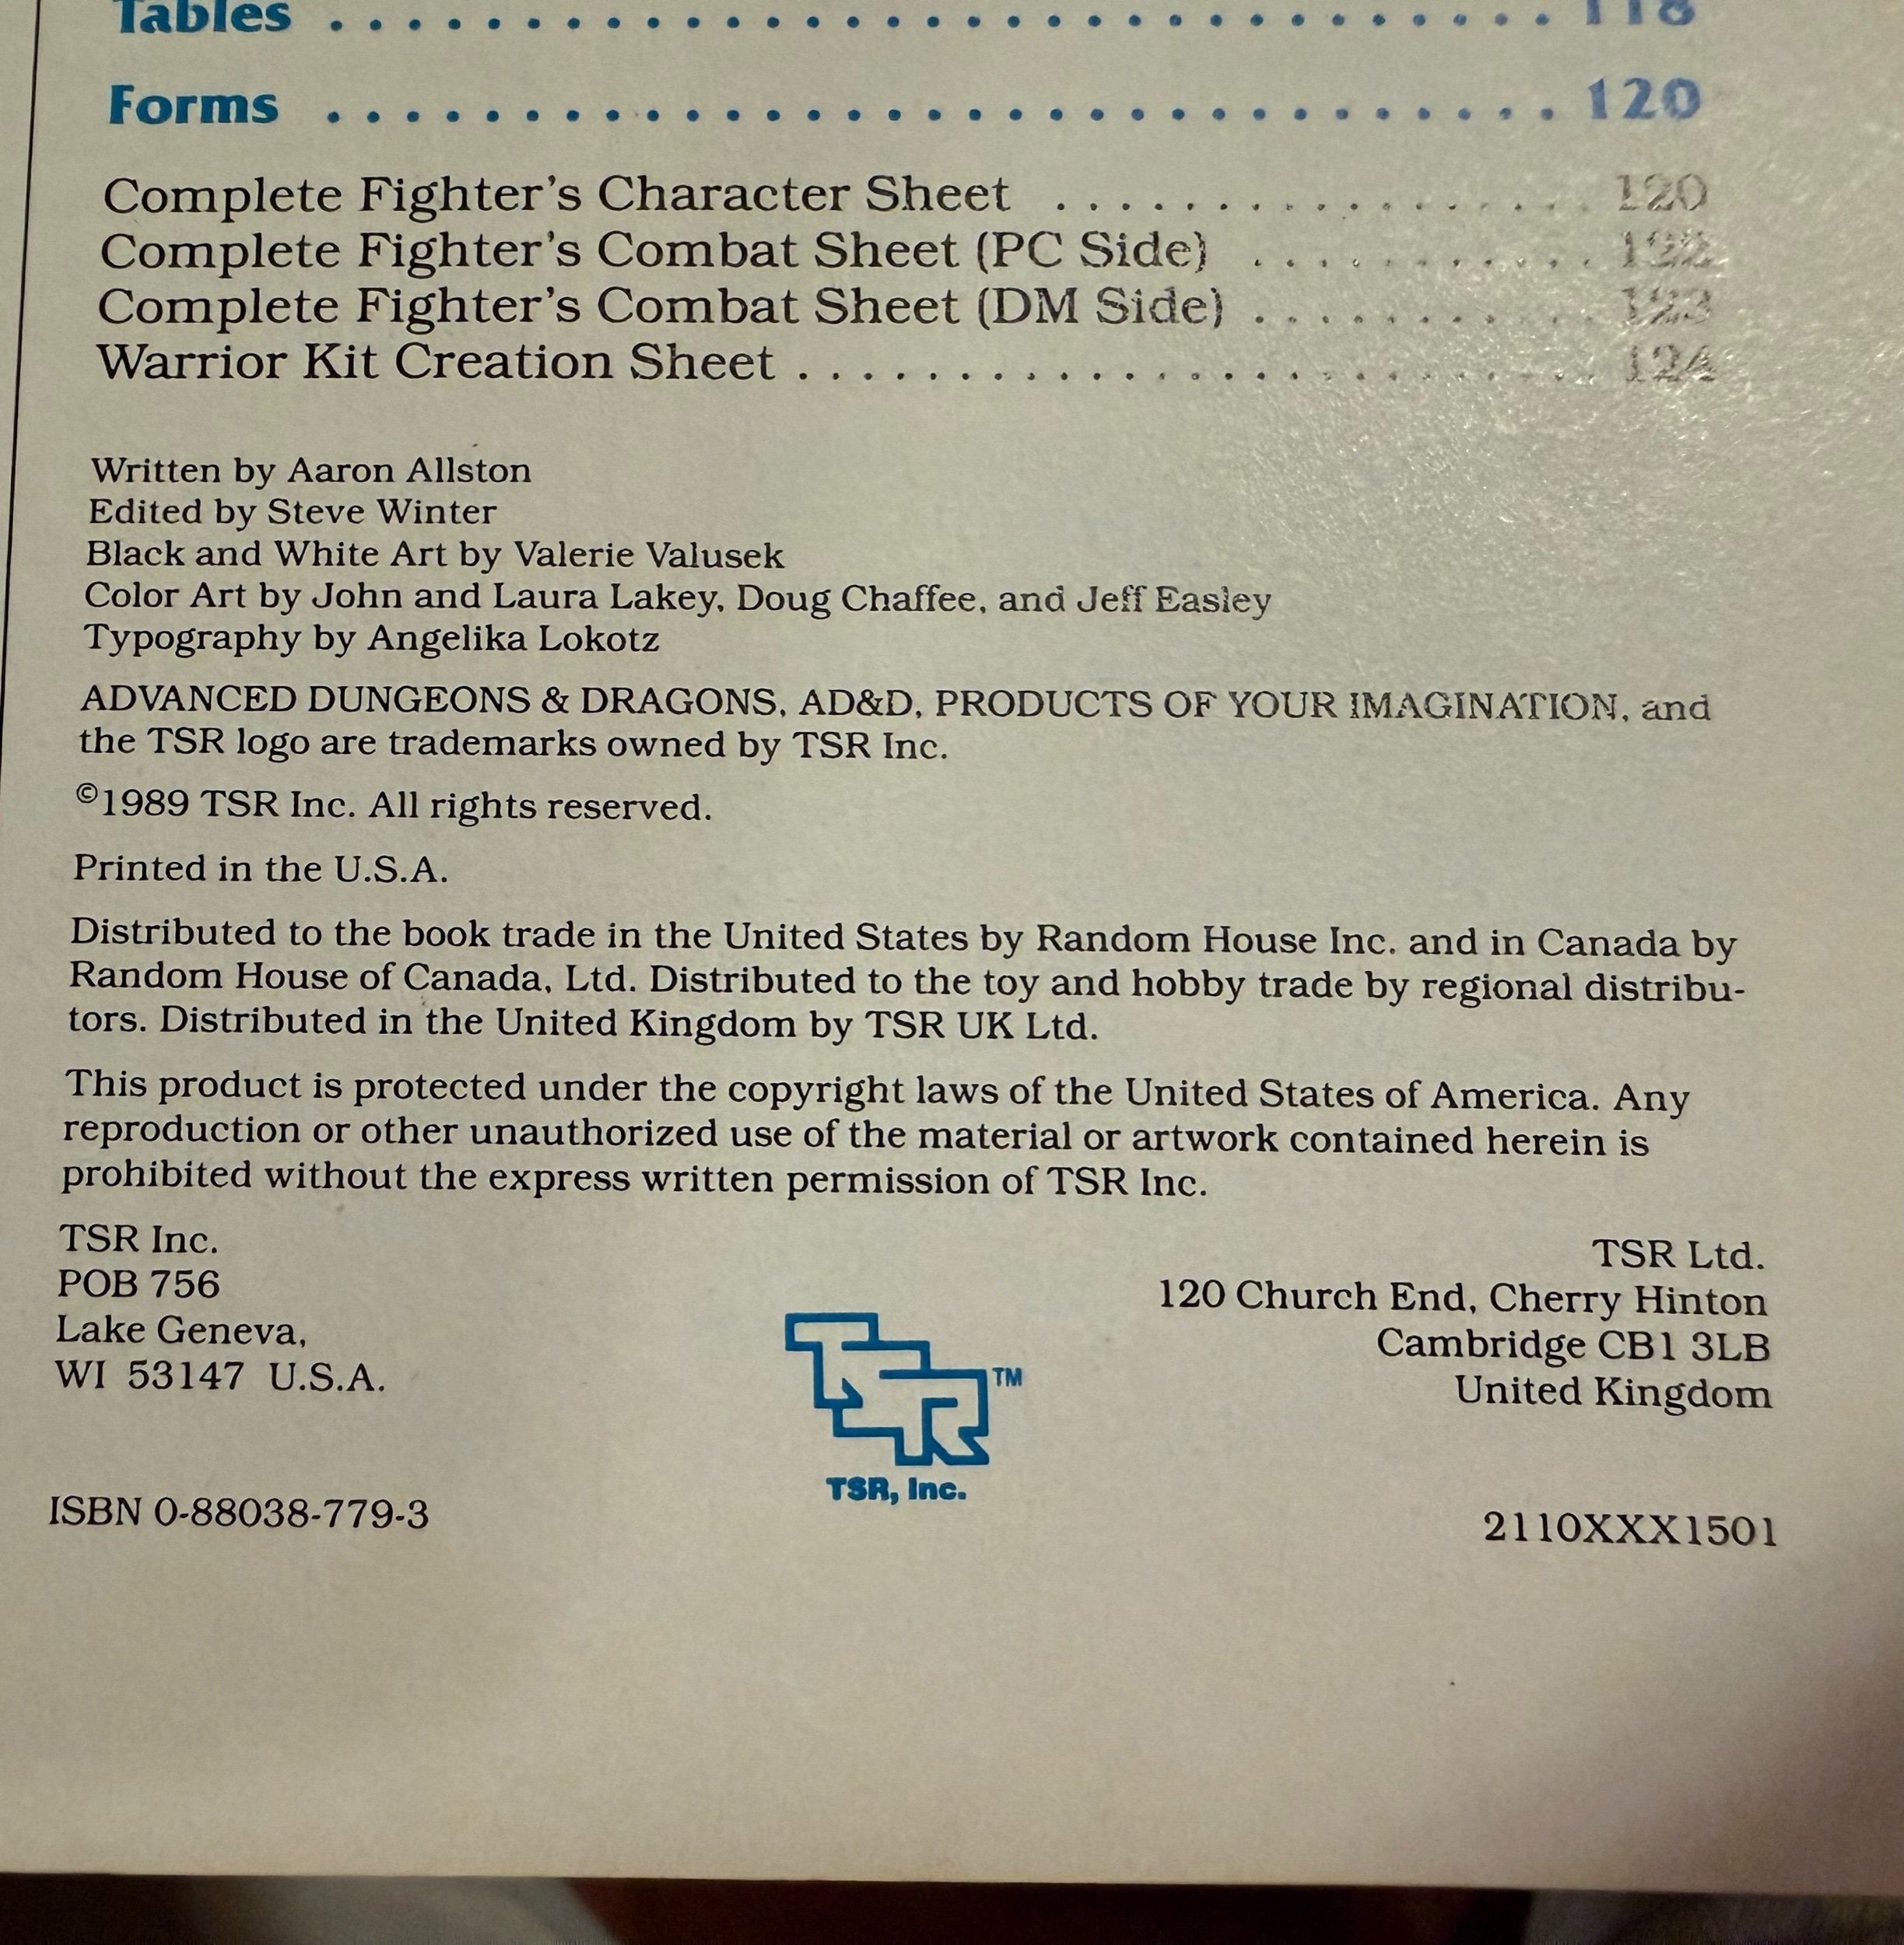 Tables . . . . . . . . . . . . . . . . . . . . . . . . . . . . . . . 118
Forms . . . . . . . . . . . . . . . . . . . . . . . . . . . . . . . 120
Complete Fighter's Character Sheet . . . . . . . . . . . . . . . . . 120
Complete Fighter's Combat Sheet (PC Side) . . . . . . . . . . . 122
Complete Fighter's Combat Sheet (DM Side) . . . . . . . . . . . 123
Warrior Kit Creation Sheet . . . . . . . . . . . . . . . . . . . . . . . . . 124
Written by Aaron Allston
Edited by Steve Winter
Black and White Art by Valerie Valusek
Color Art by John and Laura Lakey, Doug Chaffee, and Jeff Easley
Typography by Angelika Lokotz
ADVANCED DUNGEONS & DRAGONS, AD&D, PRODUCTS OF YOUR IMAGINATION, and
the TSR logo are trademarks owned by TSR Inc.
©1989 TSR Inc. All rights reserved.
Printed in the U.S.A.
Distributed to the book trade in the United States by Random House Inc. and in Canada by
Random House of Canada, Ltd. Distributed to the toy and hobby trade by regional distribu-
tors. Distributed in the United Kingdom by TSR UK Ltd.
This product is protected under the copyright laws of the United States of America. Any
reproduction or other unauthorized use of the material or artwork contained herein is
prohibited without the express written permission of TSR Inc.
TSR Inc.
POB 756
Lake Geneva,
WI 53147 U.S.A.
TSR ™
TSR, Inc.
TSR Ltd.
120 Church End, Cherry Hinton
Cambridge CB1 3LB
United Kingdom
ISBN 0-88038-779-3
2110XXX1501